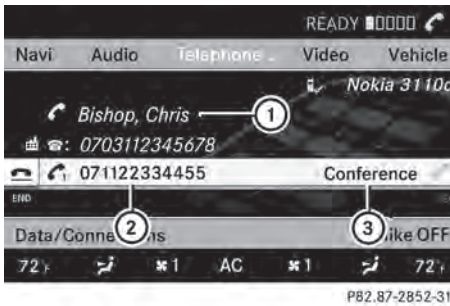 READY
Navi Audio Telephone Video Vehicle
Nokia 3110c
Bishop, Chris 1
0703112345678
071122334455 Conference
END
2 3
Data/Conne ns ike OFF
72 1 AC 1 72
P82.87-2852-31